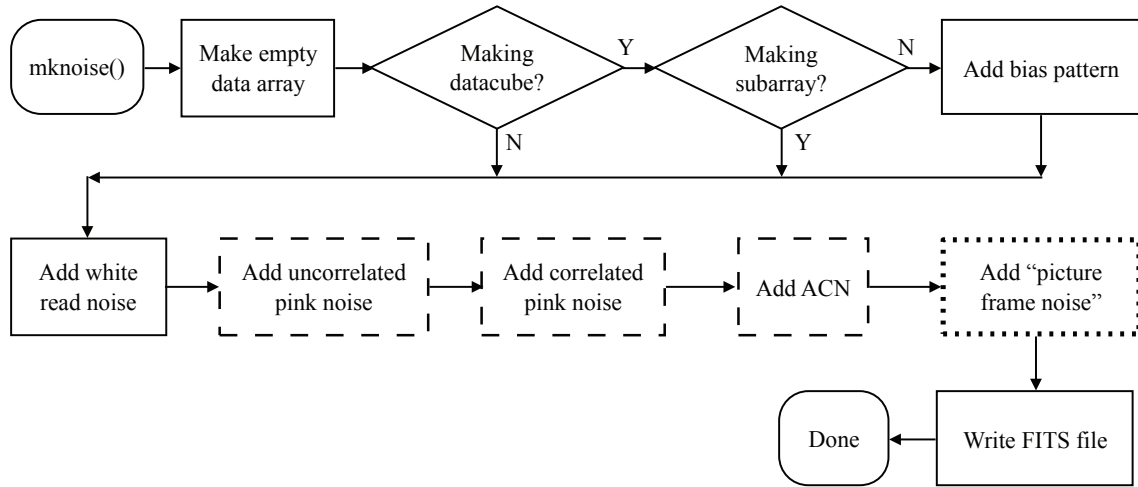 mknoise()
Make empty
data array
Making
datacube?
Y
Making
subarray?
N
Add bias pattern
N
Y
Add white
read noise
Add uncorrelated
pink noise
Add correlated
pink noise
Add ACN
Add “picture
frame noise”
Done
Write FITS file